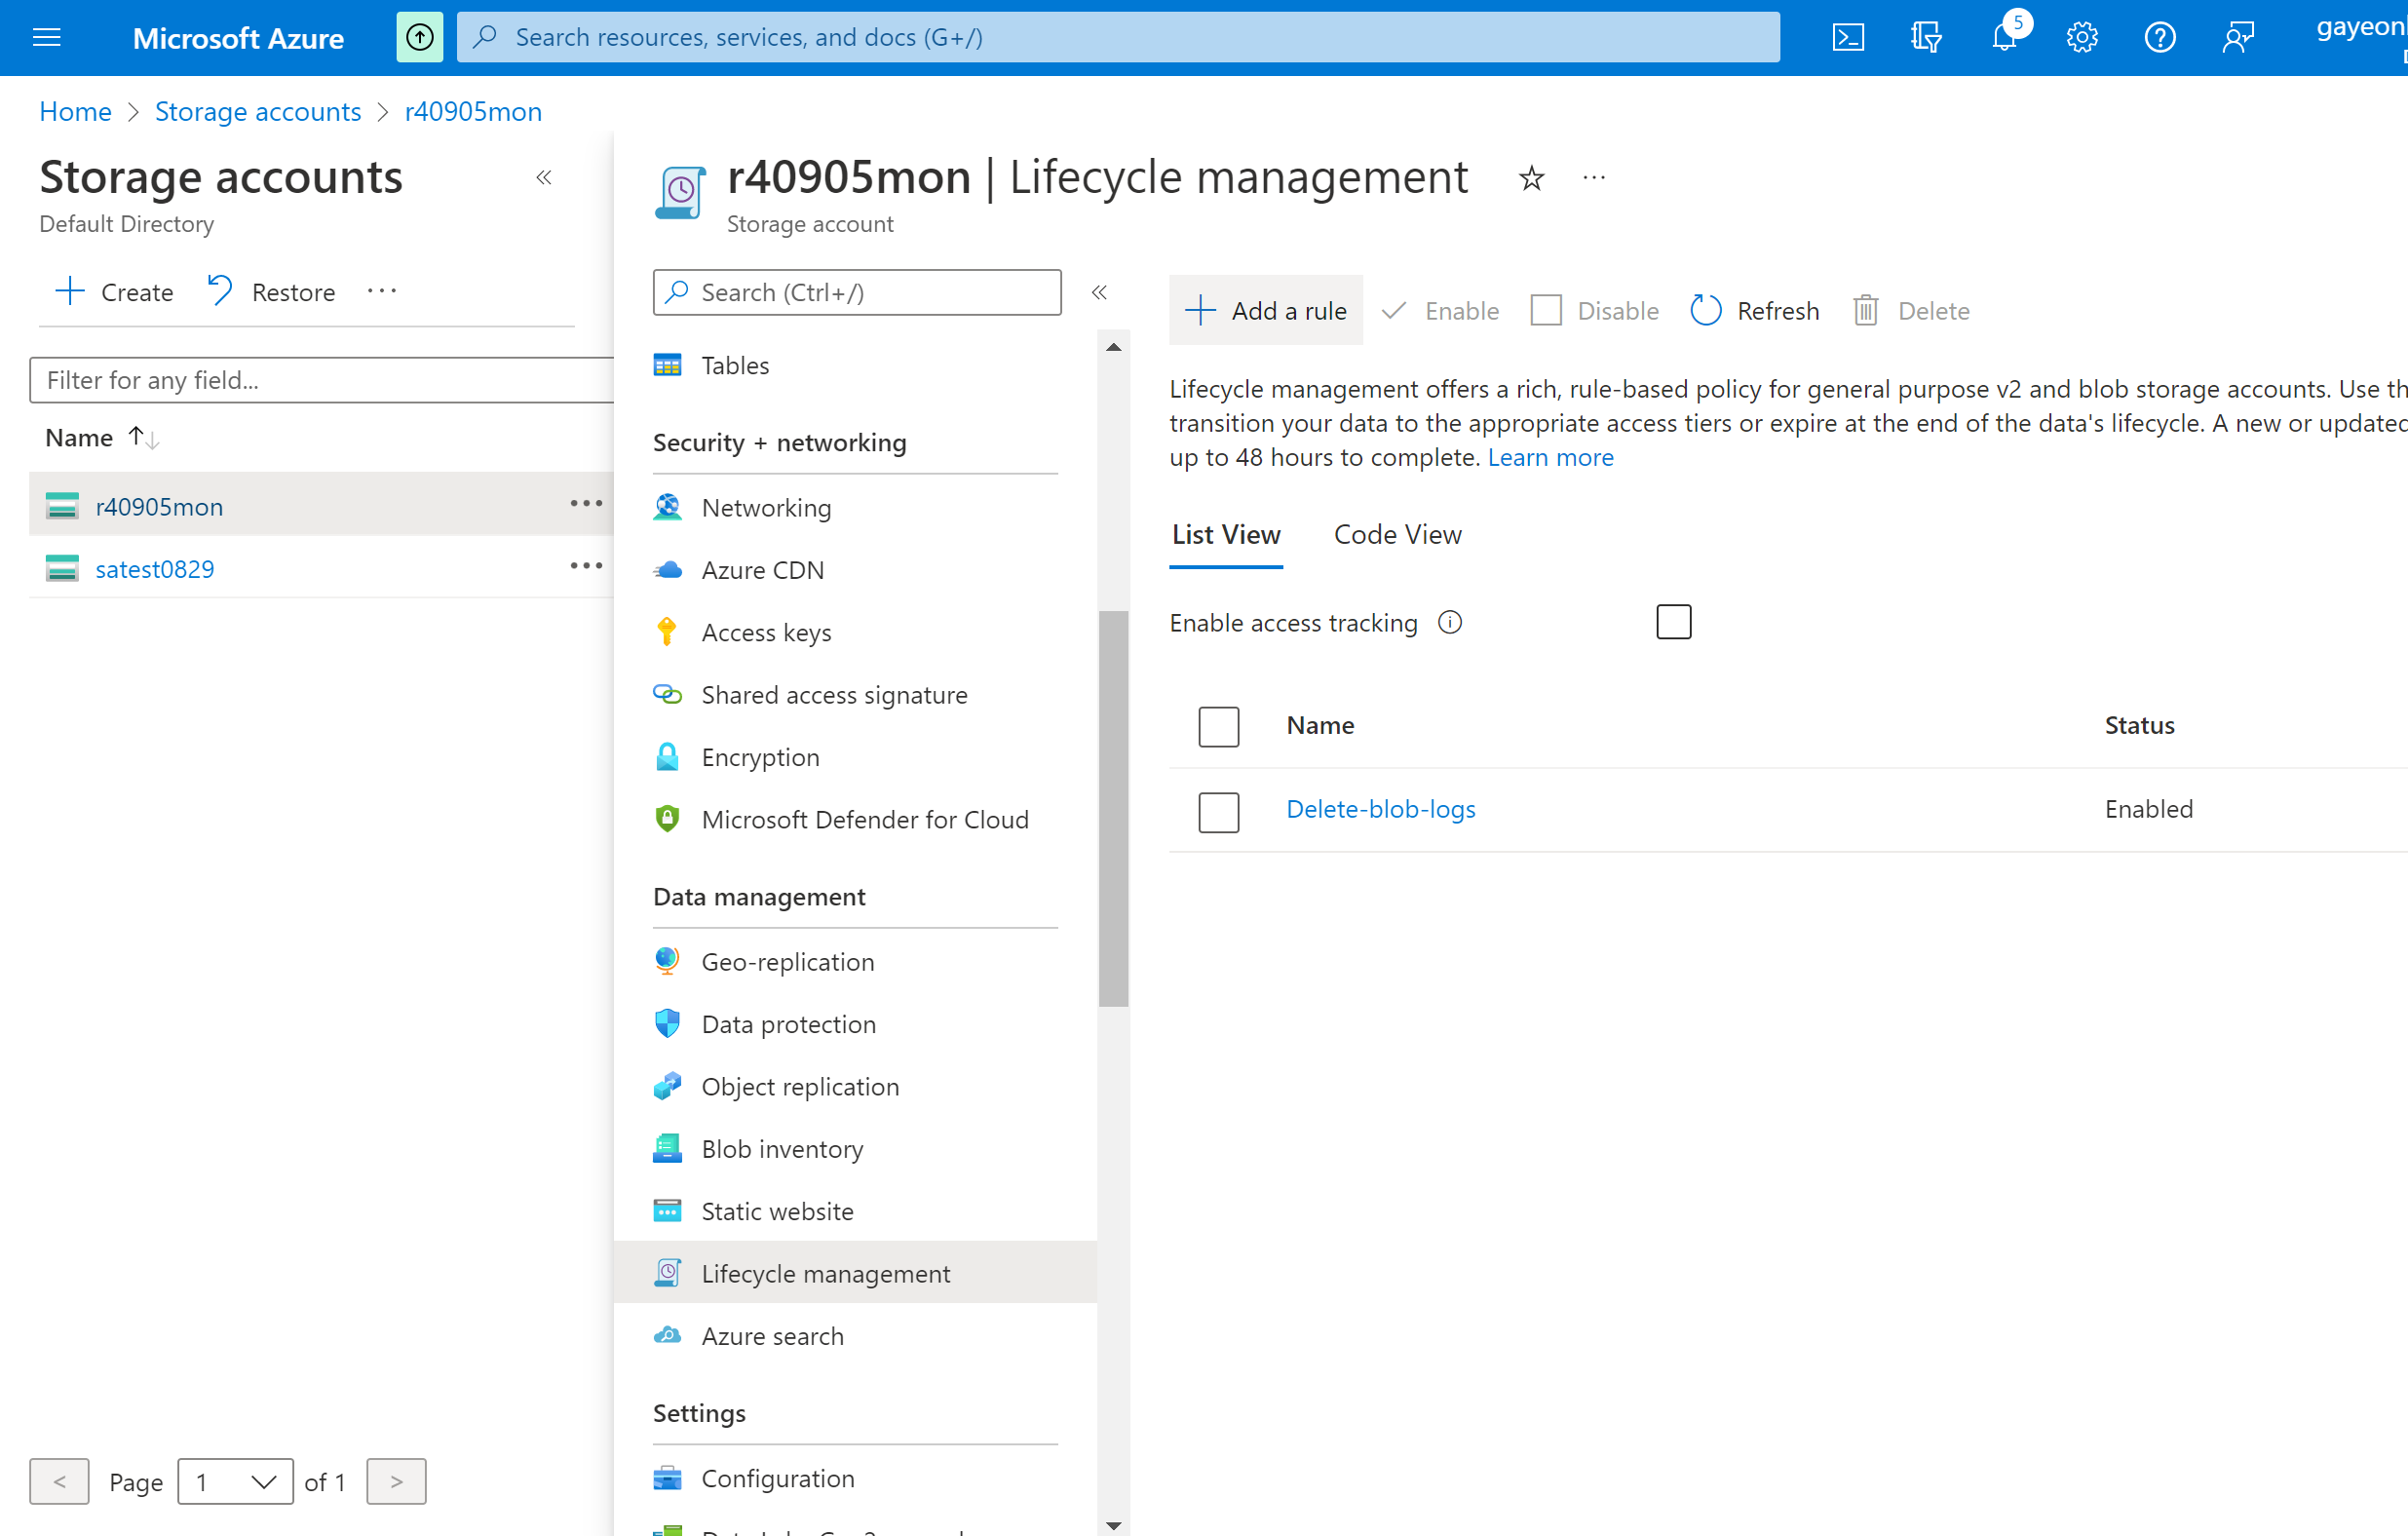 Microsoft Azure
Search resources, services, and docs (G+/)
5
gayeon
Home > Storage accounts > r40905mon
Storage accounts
Default Directory
Create
Restore
Filter for any field...
Name
r40905mon
satest0829
< Page 1 of 1 >
r40905mon | Lifecycle management
Storage account
Search (Ctrl+/)
Tables
Security + networking
Networking
Azure CDN
Access keys
Shared access signature
Encryption
Microsoft Defender for Cloud
Data management
Geo-replication
Data protection
Object replication
Blob inventory
Static website
Lifecycle management
Azure search
Settings
Configuration
Add a rule
Enable
Disable
Refresh
Delete
Lifecycle management offers a rich, rule-based policy for general purpose v2 and blob storage accounts. Use th
transition your data to the appropriate access tiers or expire at the end of the data's lifecycle. A new or updated
up to 48 hours to complete. Learn more
List View
Code View
Enable access tracking
Name
Status
Delete-blob-logs
Enabled